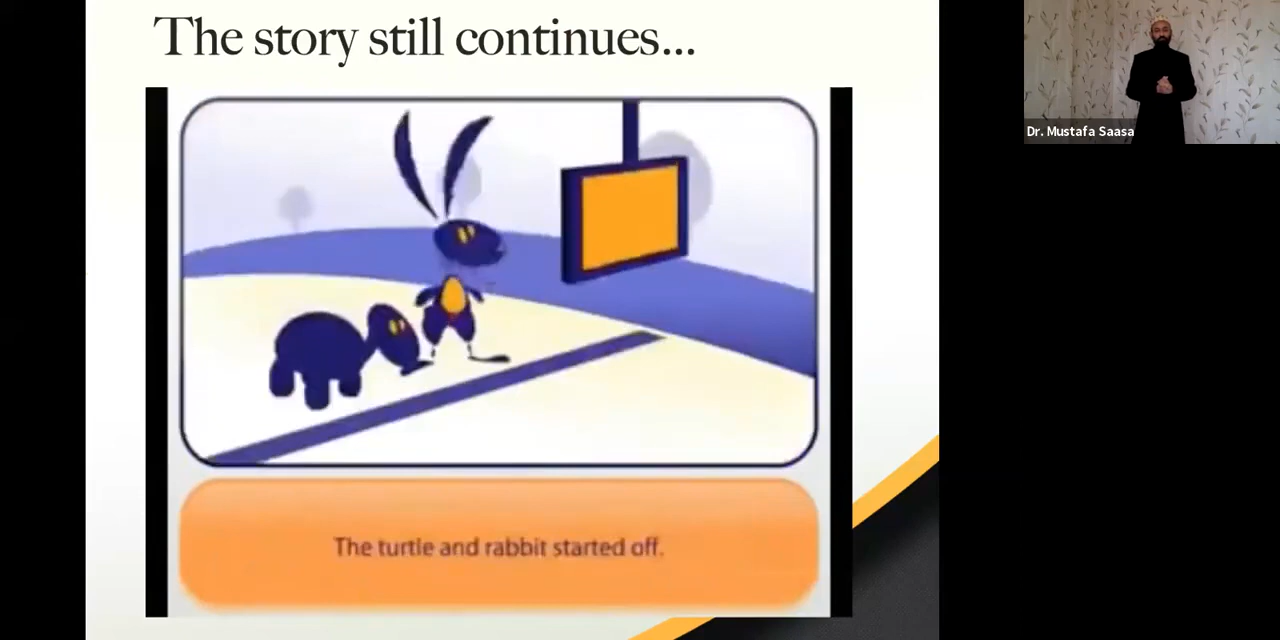 The story still continues...
Dr. Mustafa Saasa
The turtle and rabbit started off.